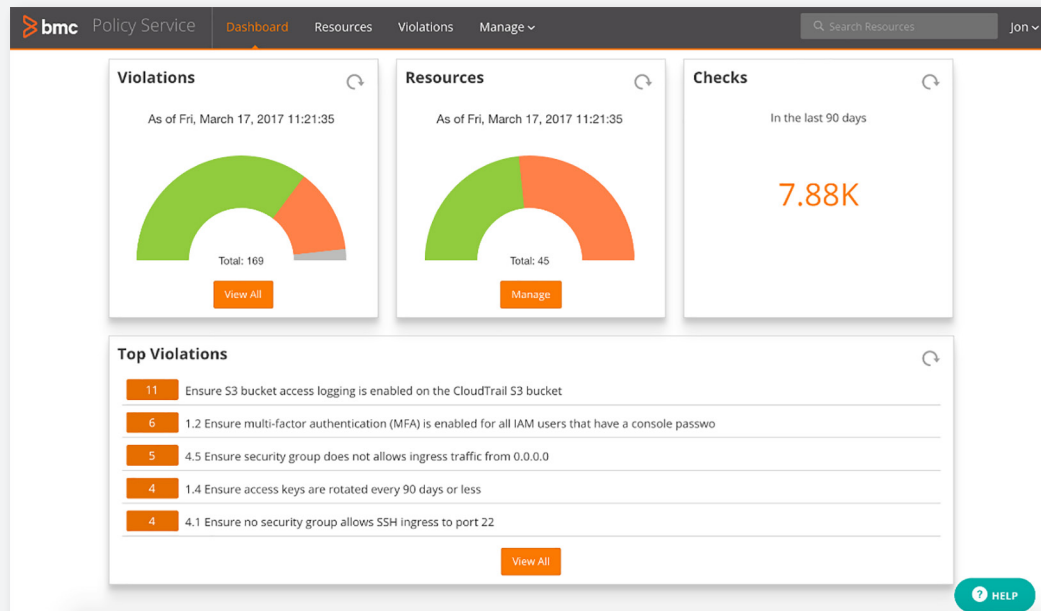 bmc Policy Service Dashboard Resources Violations Manage Search Resources Jon
Violations
As of Fri, March 17, 2017 11:21:35
Total: 169
View All
Resources
As of Fri, March 17, 2017 11:21:35
Total: 45
Manage
Checks
In the last 90 days
7.88K
Top Violations
11 Ensure S3 bucket access logging is enabled on the CloudTrail S3 bucket
6 1.2 Ensure multi-factor authentication (MFA) is enabled for all IAM users that have a console passwo
5 4.5 Ensure security group does not allows ingress traffic from 0.0.0.0
4 1.4 Ensure access keys are rotated every 90 days or less
4 4.1 Ensure no security group allows SSH ingress to port 22
View All
? HELP